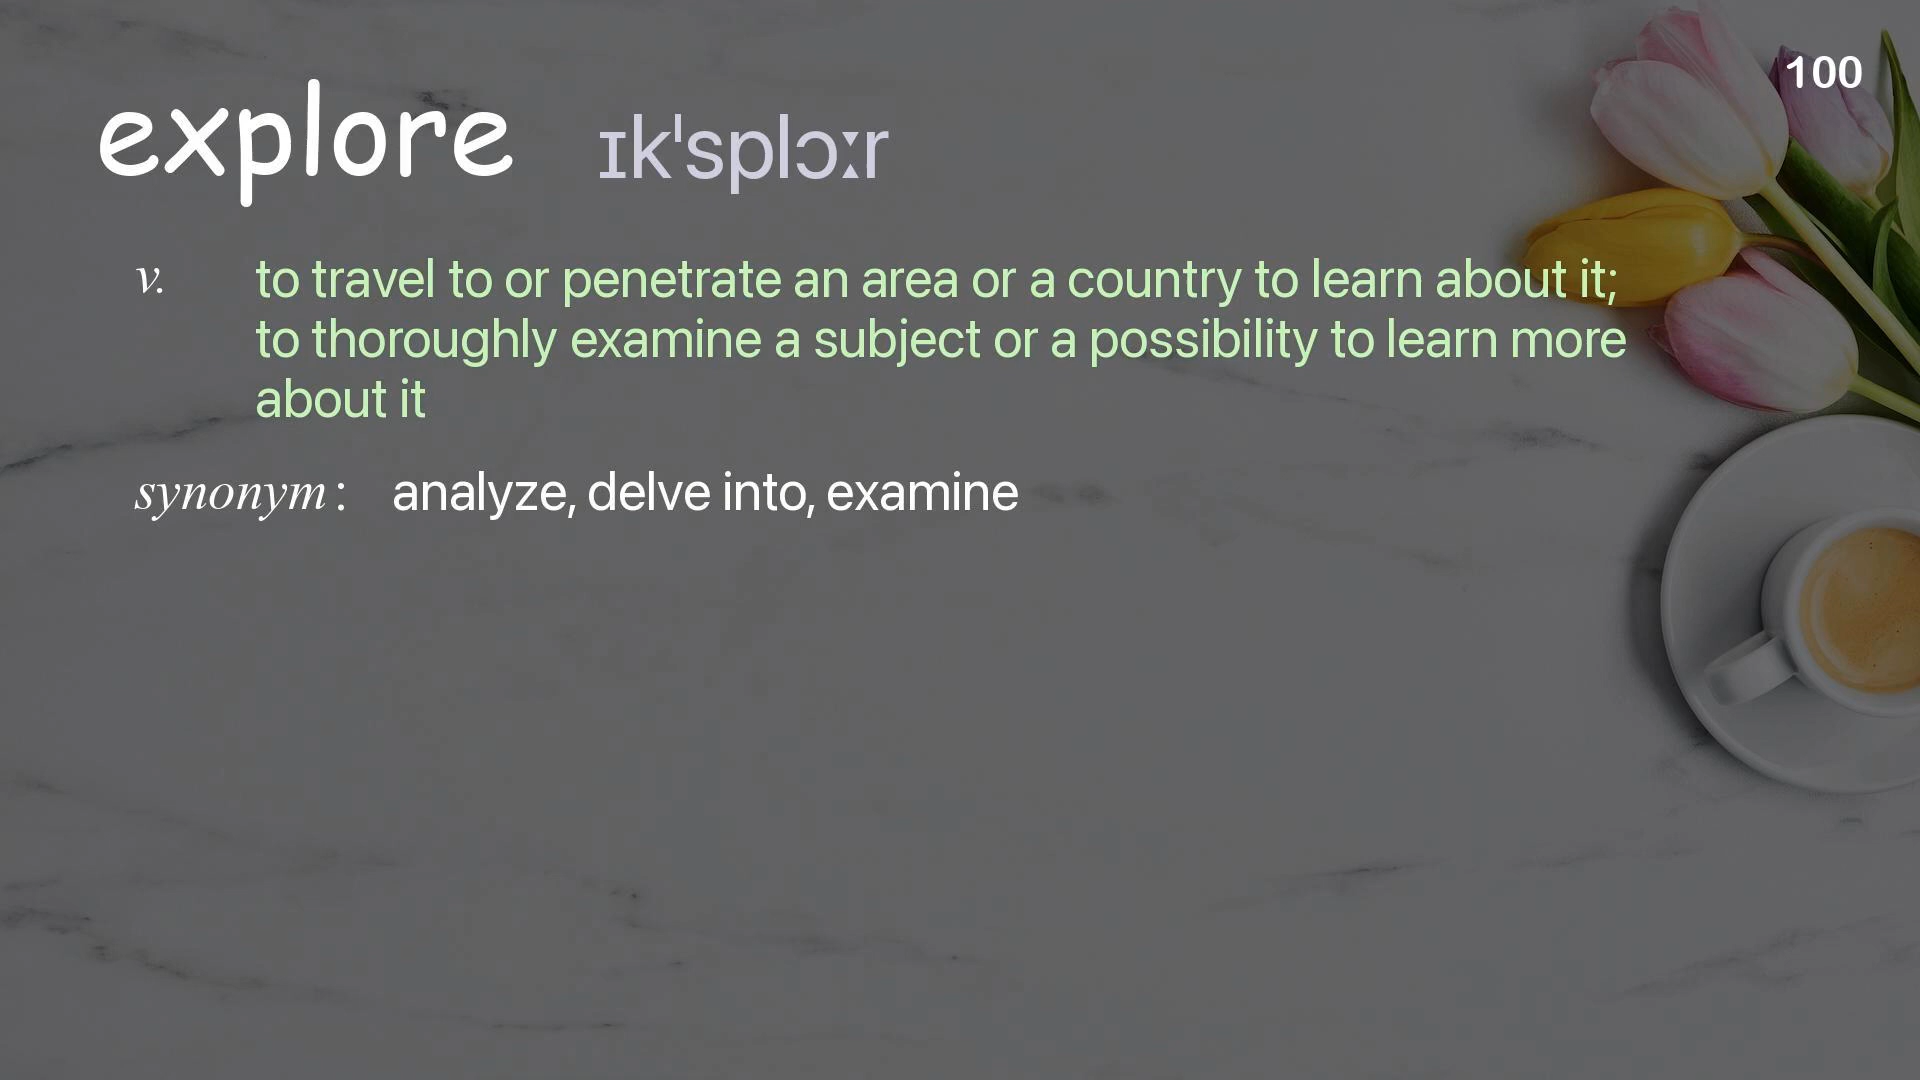 100
explore ɪkˈsplɔːr
v. to travel to or penetrate an area or a country to learn about it;
to thoroughly examine a subject or a possibility to learn more
about it
synonym : analyze, delve into, examine